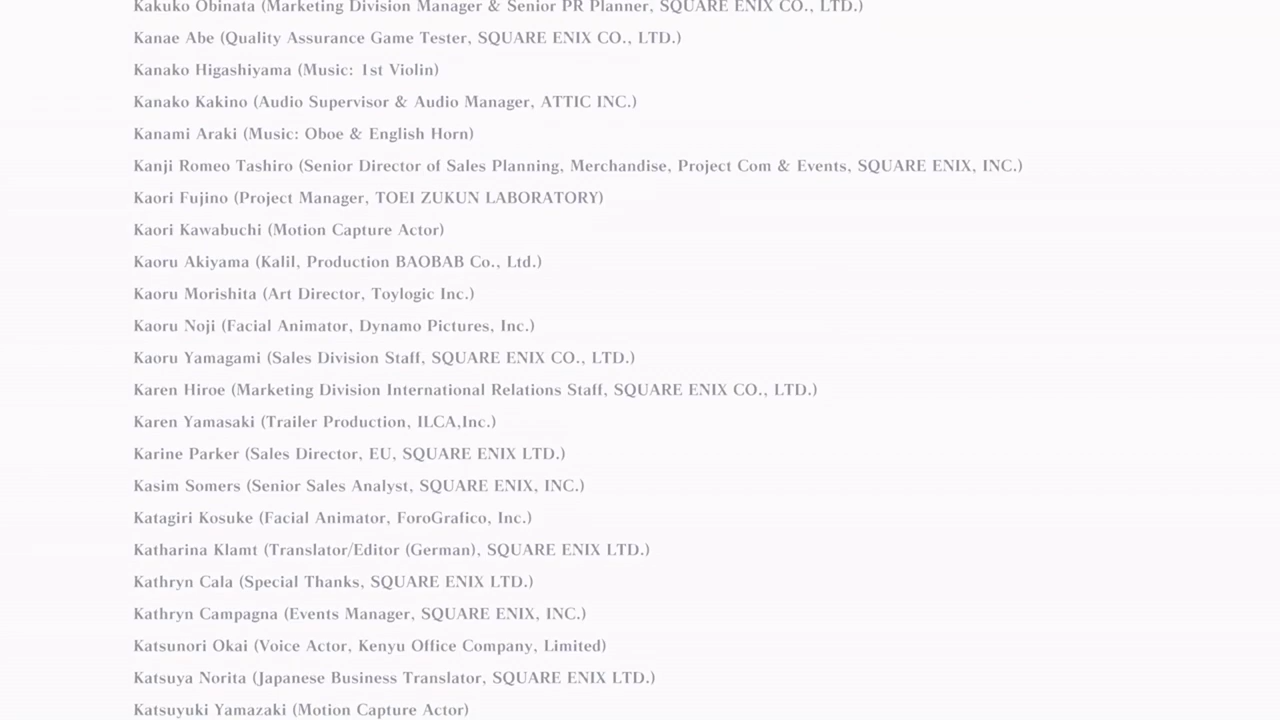 Kakuko Obinata (Marketing Division Manager & Senior PR Planner, SQUARE ENIX CO., LTD.)
Kanae Abe (Quality Assurance Game Tester, SQUARE ENIX CO., LTD.)
Kanako Higashiyama (Music: 1st Violin)
Kanako Kakino (Audio Supervisor & Audio Manager, ATTIC INC.)
Kanami Araki (Music: Oboe & English Horn)
Kanji Romeo Tashiro (Senior Director of Sales Planning, Merchandise, Project Com & Events, SQUARE ENIX, INC.)
Kaori Fujino (Project Manager, TOEI ZUKUN LABORATORY)
Kaori Kawabuchi (Motion Capture Actor)
Kaoru Akiyama (Kalil, Production BAOBAB Co., Ltd.)
Kaoru Morishita (Art Director, Toylogic Inc.)
Kaoru Noji (Facial Animator, Dynamo Pictures, Inc.)
Kaoru Yamagami (Sales Division Staff, SQUARE ENIX CO., LTD.)
Karen Hiroe (Marketing Division International Relations Staff, SQUARE ENIX CO., LTD.)
Karen Yamasaki (Trailer Production, ILCA,Inc.)
Karine Parker (Sales Director, EU, SQUARE ENIX LTD.)
Kasim Somers (Senior Sales Analyst, SQUARE ENIX, INC.)
Katagiri Kosuke (Facial Animator, ForoGrafico, Inc.)
Katharina Klamt (Translator/Editor (German), SQUARE ENIX LTD.)
Kathryn Cala (Special Thanks, SQUARE ENIX LTD.)
Kathryn Campagna (Events Manager, SQUARE ENIX, INC.)
Katsunori Okai (Voice Actor, Kenyu Office Company, Limited)
Katsuya Norita (Japanese Business Translator, SQUARE ENIX LTD.)
Katsuyuki Yamazaki (Motion Capture Actor)